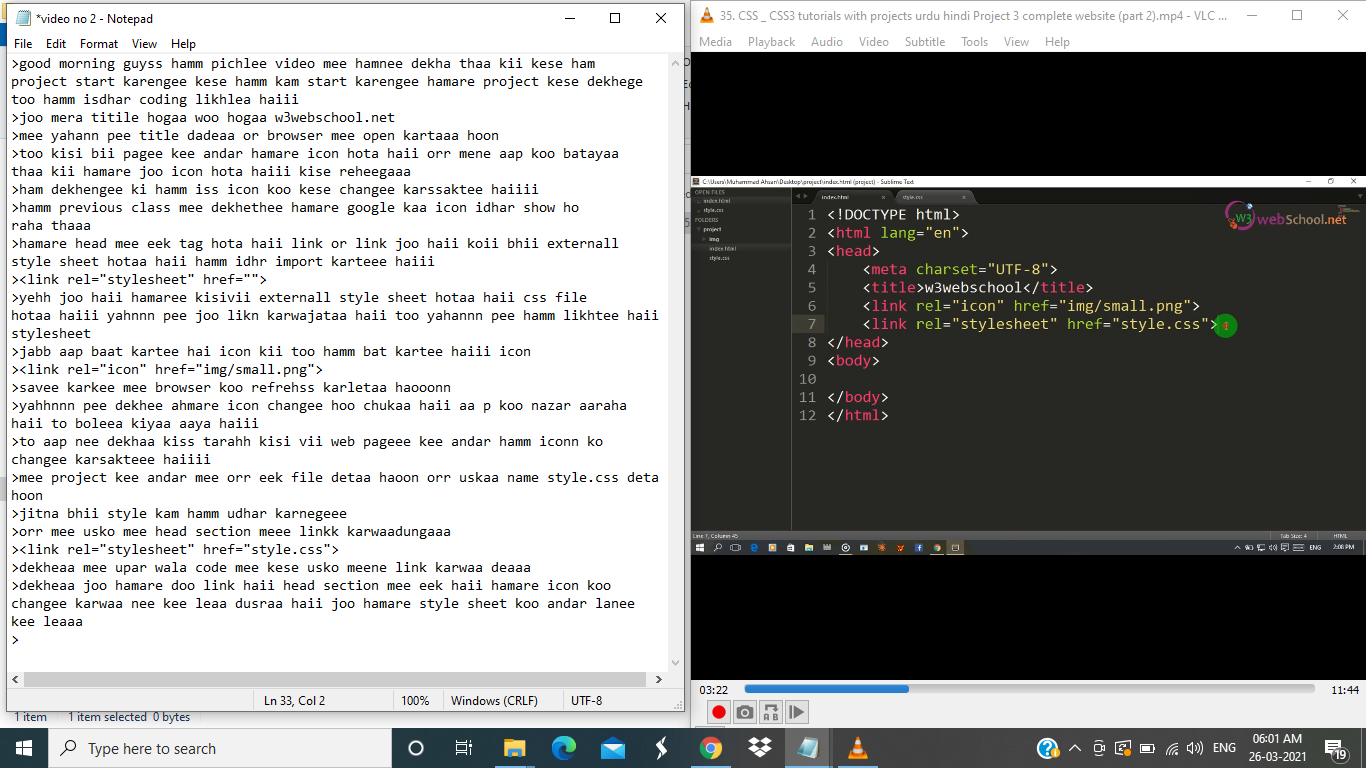 *video no 2 - Notepad
File Edit Format View Help
>good morning guyss hamm pichlee video mee hamnee dekha thaa kii kese ham
project start karengee kese hamm kam start karengee hamare project kese dekhege
too hamm isdhar coding likhlea haiii
>joo mera titile hogaa woo hogaa w3webschool.net
>mee yahann pee title dadeaa or browser mee open kartaaa hoon
>too kisi bii pagee kee andar hamare icon hota haii orr mene aap koo batayaa
thaa kii hamare joo icon hota haiii kise reheegaaa
>ham dekhengee ki hamm iss icon koo kese changee karssaktee haiiii
>hamm previous class mee dekhethee hamare google kaa icon idhar show ho
raha thaaa
>hamare head mee eek tag hota haii link or link joo haii koii bhii externall
style sheet hotaa haii hamm idhr import karteee haiii
><link rel="stylesheet" href="">
>yehh joo haii hamaree kisivii externall style sheet hotaa haii css file
hotaa haiii yahnnn pee joo likn karwajataa haii too yahannn pee hamm likhtee haii
stylesheet
>jabb aap baat kartee hai icon kii too hamm bat kartee haiii icon
><link rel="icon" href="img/small.png">
>savee karkee mee browser koo refrehss karletaa haooonn
>yahhnnn pee dekhee ahmare icon changee hoo chukaa haii aa p koo nazar aaraha
haii to boleea kiyaa aaya haiii
>to aap nee dekhaa kiss tarahh kisi vii web pageee kee andar hamm iconn ko
changee karsakteee haiiii
>mee project kee andar mee orr eek file detaa haoon orr uskaa name style.css deta
hoon
>jitna bhii style kam hamm udhar karnegeee
>orr mee usko mee head section meee linkk karwaadungaaa
><link rel="stylesheet" href="style.css">
>dekheaa mee upar wala code mee kese usko meene link karwaa deaaa
>dekheaa joo hamare doo link haii head section mee eek haii hamare icon koo
changee karwaa nee kee leaa dusraa haii joo hamare style sheet koo andar lanee
kee leaaa
>
Ln 33, Col 2 100% Windows (CRLF) UTF-8
1 item 1 item selected 0 bytes
35. CSS _ CSS3 tutorials with projects urdu hindi Project 3 complete website (part 2).mp4 - VLC ...
Media Playback Audio Video Subtitle Tools View Help
C:\Users\Muhammad Ahsan\Desktop\project\index.html (project) - Sublime Text
OPEN FILES
index.html
style.css
FOLDERS
project
img
index.html
style.css
index.html style.css
W3 webSchool.net
1 <!DOCTYPE html>
2 <html lang="en">
3 <head>
4 <meta charset="UTF-8">
5 <title>w3webschool</title>
6 <link rel="icon" href="img/small.png">
7 <link rel="stylesheet" href="style.css">
8 </head>
9 <body>
10
11 </body>
12 </html>
Line 7, Column 45 Tab Size: 4 HTML
ENG 2:08 PM
03:22 11:44
Type here to search
ENG 06:01 AM
26-03-2021
19